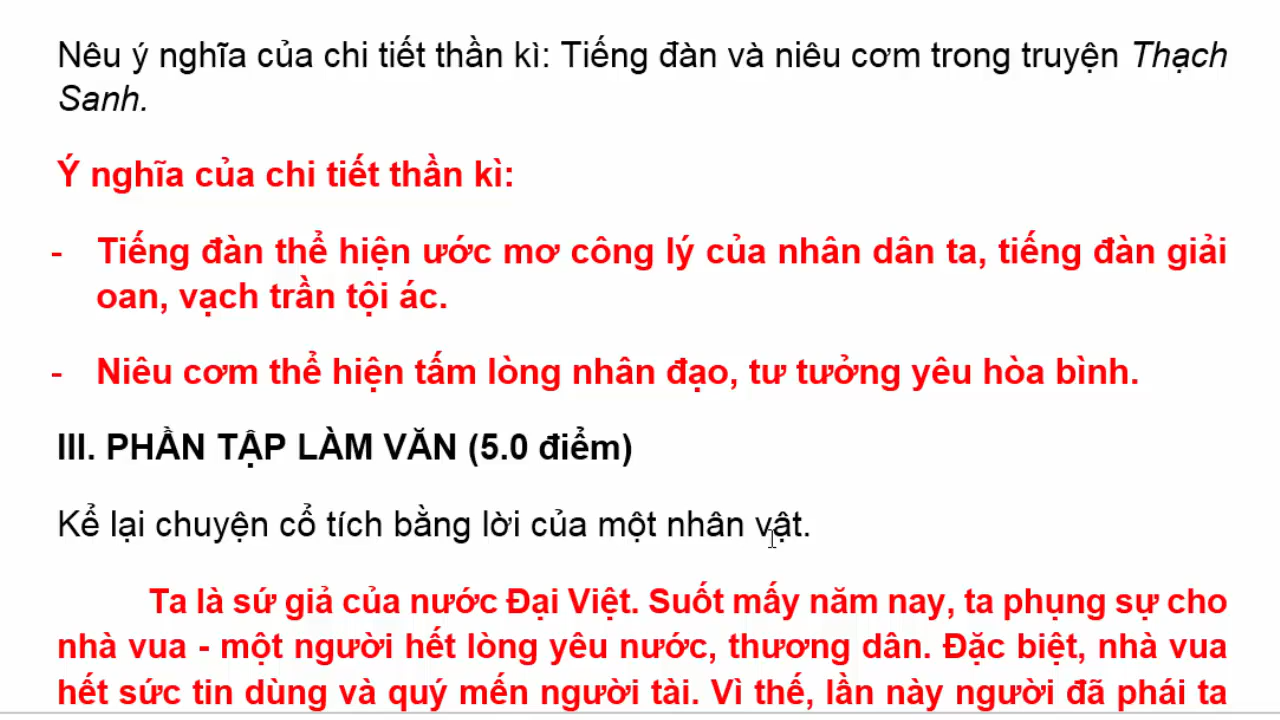 Nêu ý nghĩa của chi tiết thần kì: Tiếng đàn và niêu cơm trong truyện Thạch
Sanh.
Ý nghĩa của chi tiết thần kì:
- Tiếng đàn thể hiện ước mơ công lý của nhân dân ta, tiếng đàn giải
oan, vạch trần tội ác.
- Niêu cơm thể hiện tấm lòng nhân đạo, tư tưởng yêu hòa bình.
III. PHẦN TẬP LÀM VĂN (5.0 điểm)
Kể lại chuyện cổ tích bằng lời của một nhân vật.
Ta là sứ giả của nước Đại Việt. Suốt mấy năm nay, ta phụng sự cho
nhà vua - một người hết lòng yêu nước, thương dân. Đặc biệt, nhà vua
hết sức tin dùng và quý mến người tài. Vì thế, lần này người đã phái ta